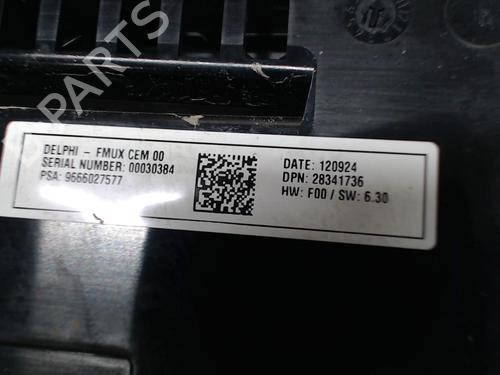 PARTS
DELPHI - FMUX CEM 00
SERIAL NUMBER: 00030384
PSA: 9666027577
DATE: 120924
DPN: 28341736
HW: F00 / SW: 6.30